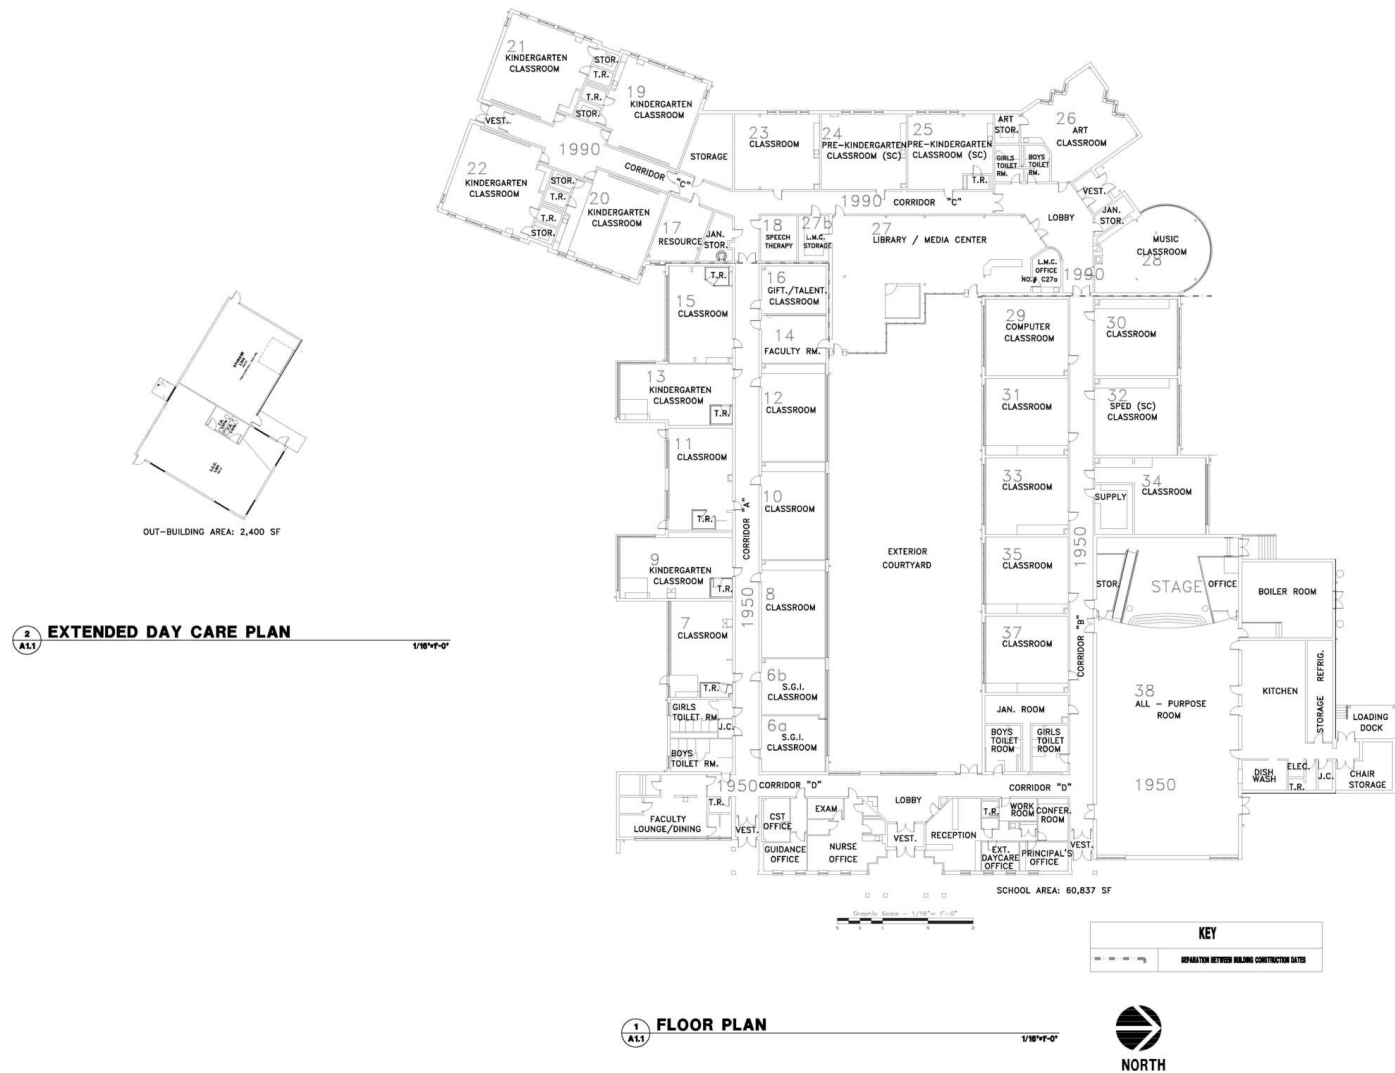 21
KINDERGARTEN
CLASSROOM
STOR.
T.R.
19
KINDERGARTEN
CLASSROOM
T.R.
STOR.
VEST.
1990
22
KINDERGARTEN
CLASSROOM
STOR.
T.R.
T.R.
STOR.
20
KINDERGARTEN
CLASSROOM
CORRIDOR "C"
STORAGE
23
CLASSROOM
24
PRE-KINDERGARTEN
CLASSROOM (SC)
25
PRE-KINDERGARTEN
CLASSROOM (SC)
T.R.
ART
STOR.
GIRLS
TOILET
RM.
BOYS
TOILET
RM.
26
ART
CLASSROOM
1990
CORRIDOR "C"
LOBBY
VEST.
JAN.
STOR.
MUSIC
CLASSROOM
28
17
RESOURCE
JAN.
STOR.
18
SPEECH
THERAPY
27b
L.M.C.
STORAGE
27
LIBRARY / MEDIA CENTER
L.M.C.
OFFICE
NO.# C27a
1990
T.R.
15
CLASSROOM
16
GIFT./TALENT.
CLASSROOM
14
FACULTY RM.
29
COMPUTER
CLASSROOM
30
CLASSROOM
13
KINDERGARTEN
CLASSROOM
T.R.
12
CLASSROOM
31
CLASSROOM
32
SPED (SC)
CLASSROOM
11
CLASSROOM
T.R.
10
CLASSROOM
33
CLASSROOM
34
CLASSROOM
SUPPLY
CORRIDOR "A"
1950
9
KINDERGARTEN
CLASSROOM
T.R.
8
CLASSROOM
EXTERIOR
COURTYARD
35
CLASSROOM
1950
CORRIDOR "B"
STOR.
STAGE
OFFICE
BOILER ROOM
7
CLASSROOM
T.R.
6b
S.G.I.
CLASSROOM
37
CLASSROOM
38
ALL - PURPOSE
ROOM
1950
KITCHEN
STORAGE
REFRIG.
LOADING
DOCK
GIRLS
TOILET RM.
J.C.
BOYS
TOILET RM.
6a
S.G.I.
CLASSROOM
JAN. ROOM
BOYS
TOILET
ROOM
GIRLS
TOILET
ROOM
DISH
WASH
ELEC.
T.R.
J.C.
CHAIR
STORAGE
1950
CORRIDOR "D"
CORRIDOR "D"
FACULTY
LOUNGE/DINING
T.R.
VEST.
CST
OFFICE
EXAM
GUIDANCE
OFFICE
NURSE
OFFICE
LOBBY
VEST.
RECEPTION
T.R.
WORK
ROOM
CONFER.
ROOM
EXT.
DAYCARE
OFFICE
PRINCIPAL'S
OFFICE
VEST.
SCHOOL AREA: 60,837 SF
Graphic Scale - 1/16"= 1'-0"
OUT-BUILDING AREA: 2,400 SF
2
A1.1
EXTENDED DAY CARE PLAN
1/16"=1'-0"
KEY
SEPARATION BETWEEN BUILDING CONSTRUCTION DATES
1
A1.1
FLOOR PLAN
1/16"=1'-0"
NORTH